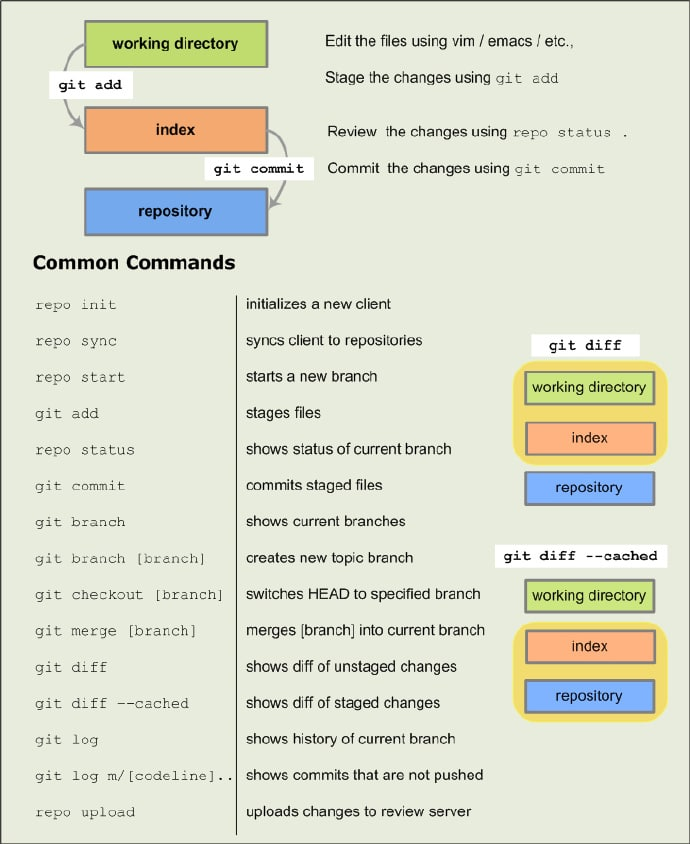 working directory
Edit the files using vim / emacs / etc.,
git add
Stage the changes using git add
index
Review the changes using repo status .
git commit
Commit the changes using git commit
repository
Common Commands
repo init initializes a new client
repo sync syncs client to repositories
repo start starts a new branch
git add stages files
repo status shows status of current branch
git commit commits staged files
git branch shows current branches
git branch [branch] creates new topic branch
git checkout [branch] switches HEAD to specified branch
git merge [branch] merges [branch] into current branch
git diff shows diff of unstaged changes
git diff --cached shows diff of staged changes
git log shows history of current branch
git log m/[codeline].. shows commits that are not pushed
repo upload uploads changes to review server
git diff
working directory
index
repository
git diff --cached
working directory
index
repository